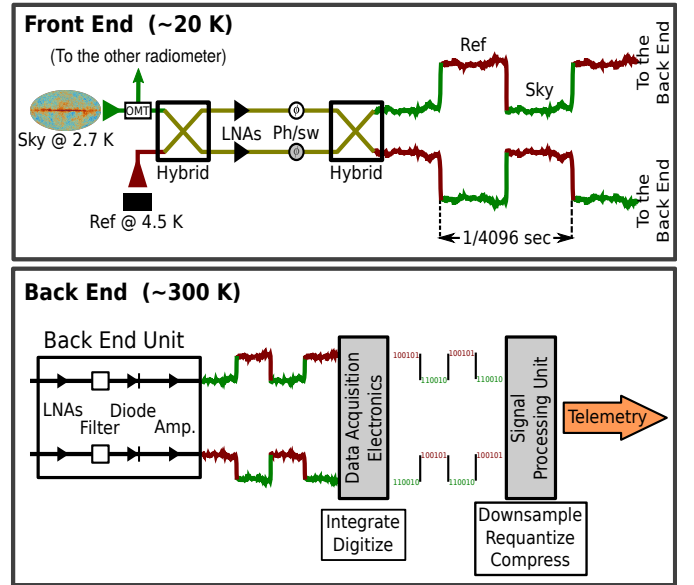 Front End (~20 K)
(To the other radiometer)
OMT
Sky @ 2.7 K
Hybrid
LNAs
Ph/sw
ϕ
ϕ
Hybrid
Ref @ 4.5 K
Ref
Sky
To the
Back End
To the
Back End
1/4096 sec
Back End (~300 K)
Back End Unit
LNAs
Filter
Diode
Amp.
Data Acquisition
Electronics
100101
110010
100101
110010
100101
110010
100101
110010
Signal
Processing Unit
Telemetry
Integrate
Digitize
Downsample
Requantize
Compress